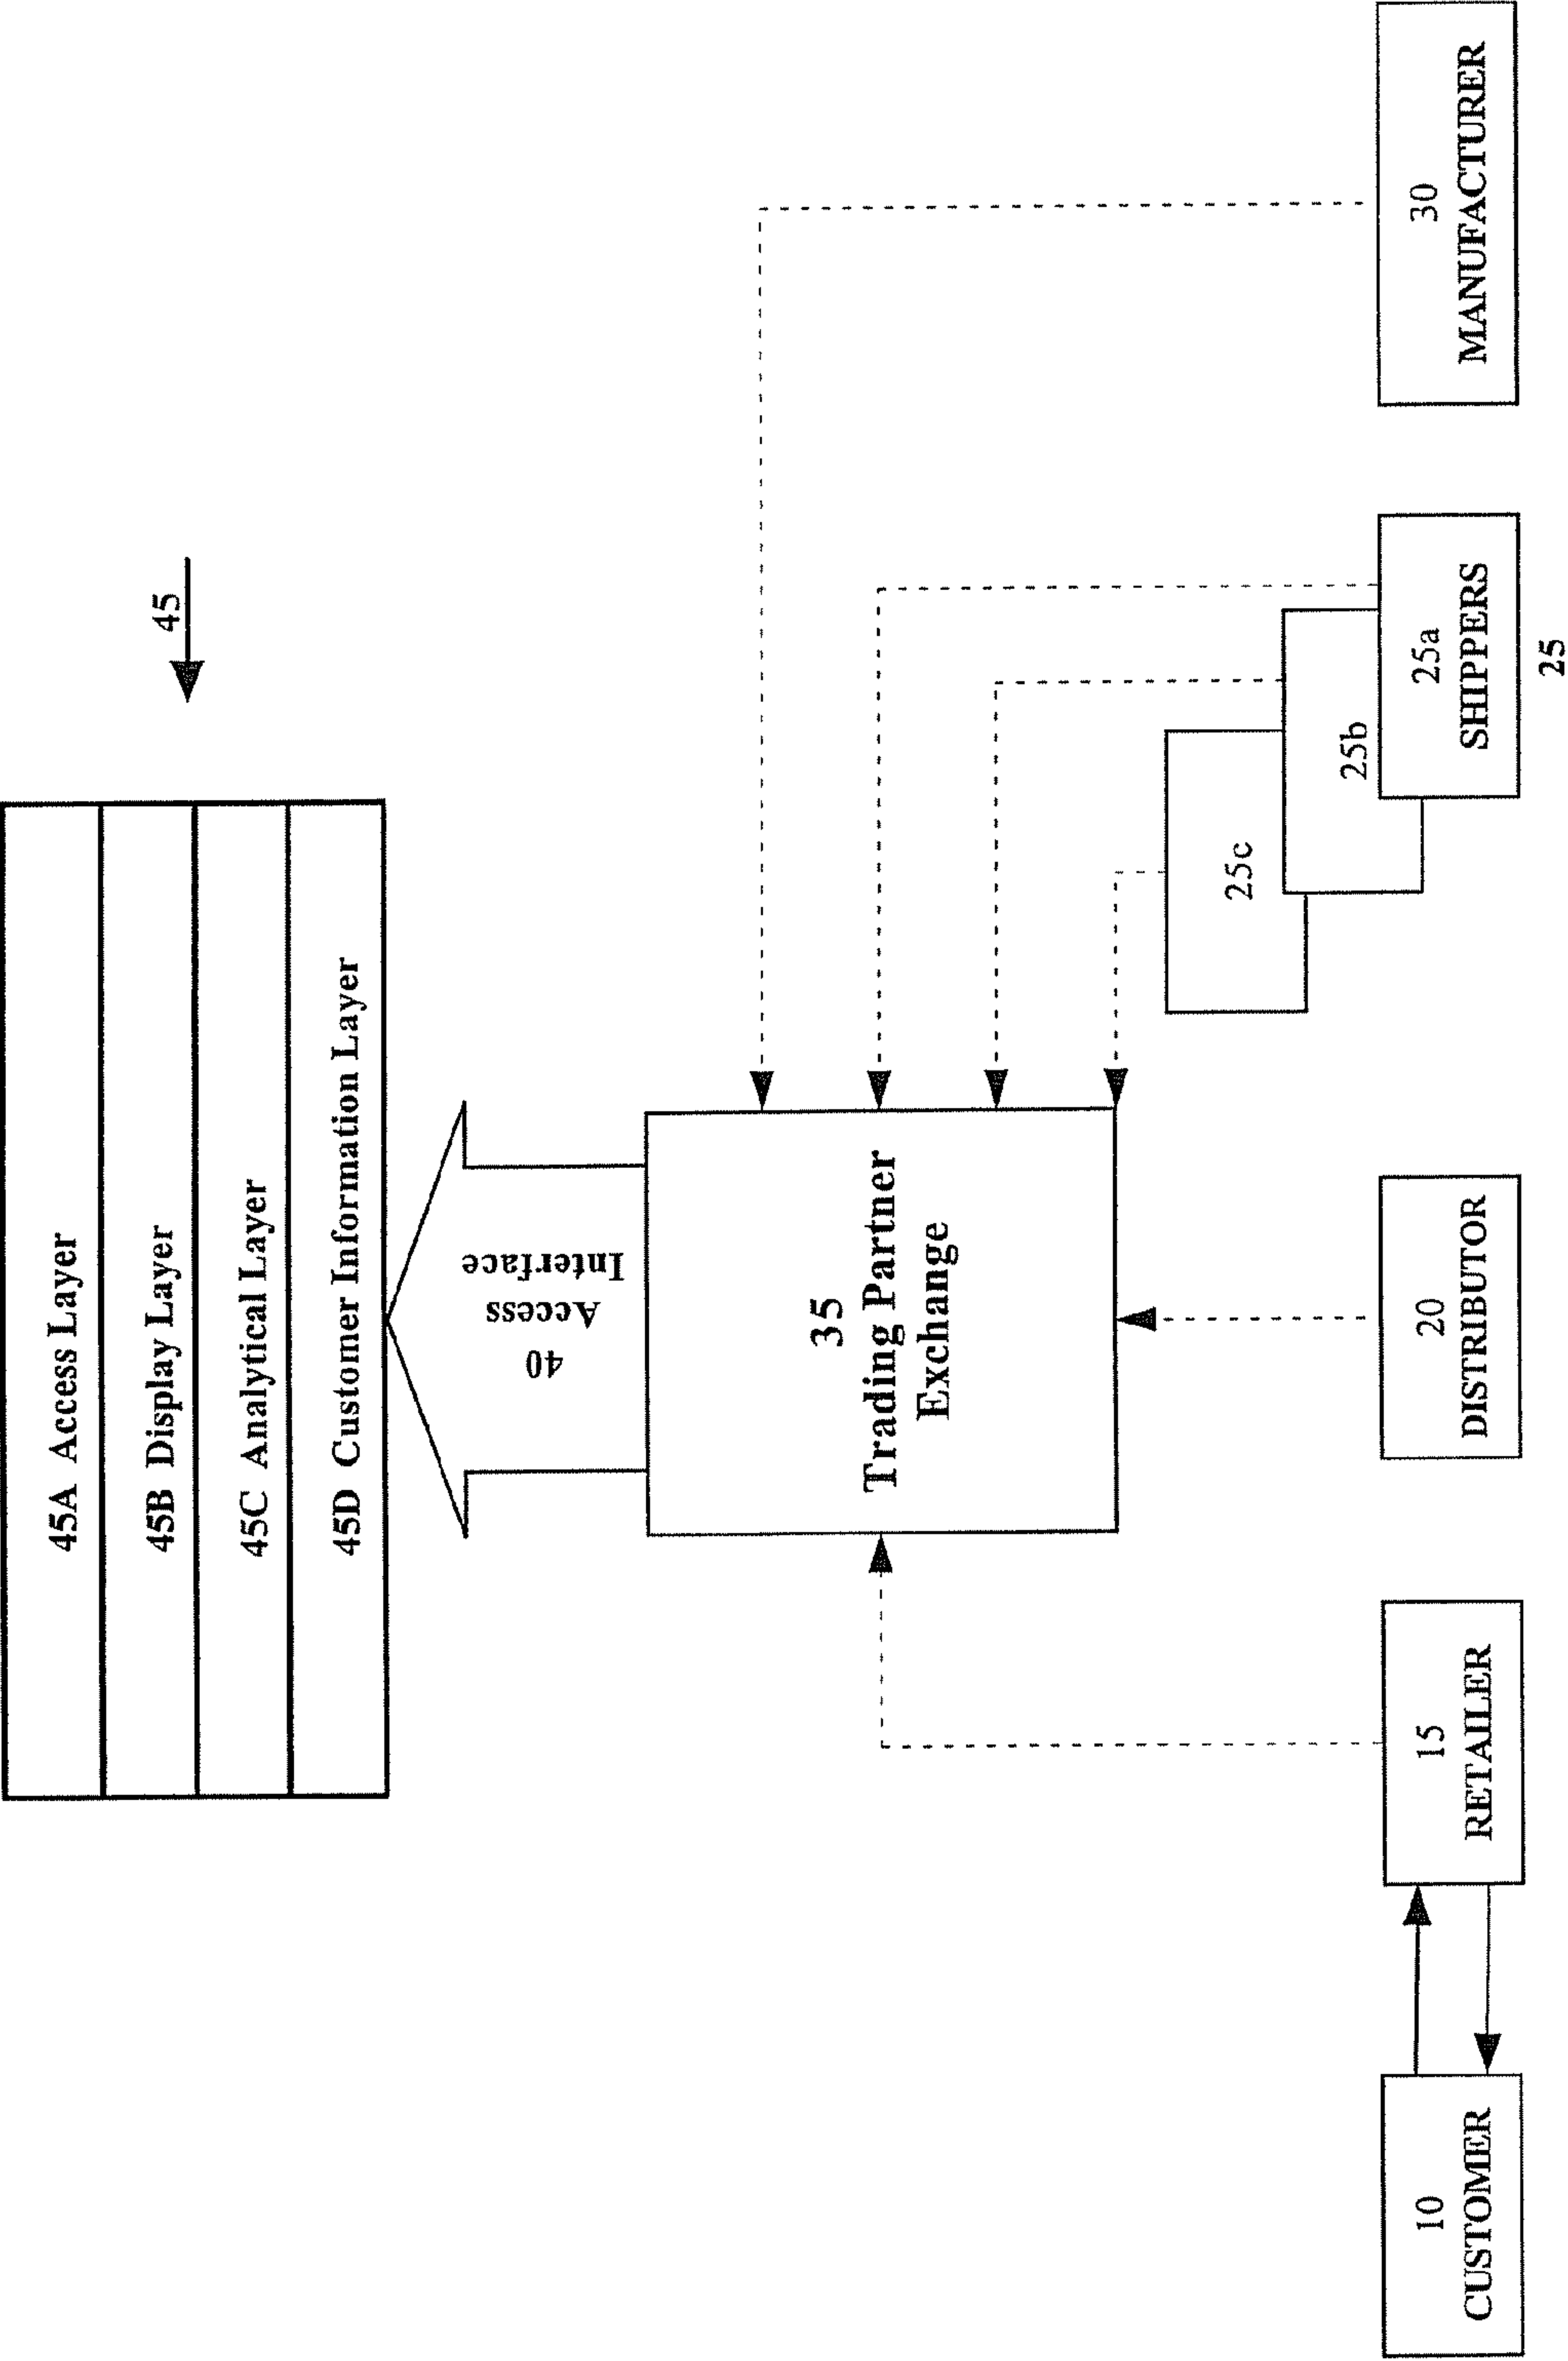 45
45A Access Layer
45B Display Layer
45C Analytical Layer
45D Customer Information Layer
40
Access
Interface
35
Trading Partner
Exchange
10
CUSTOMER
15
RETAILER
20
DISTRIBUTOR
25c
25b
25a
SHIPPERS
25
30
MANUFACTURER